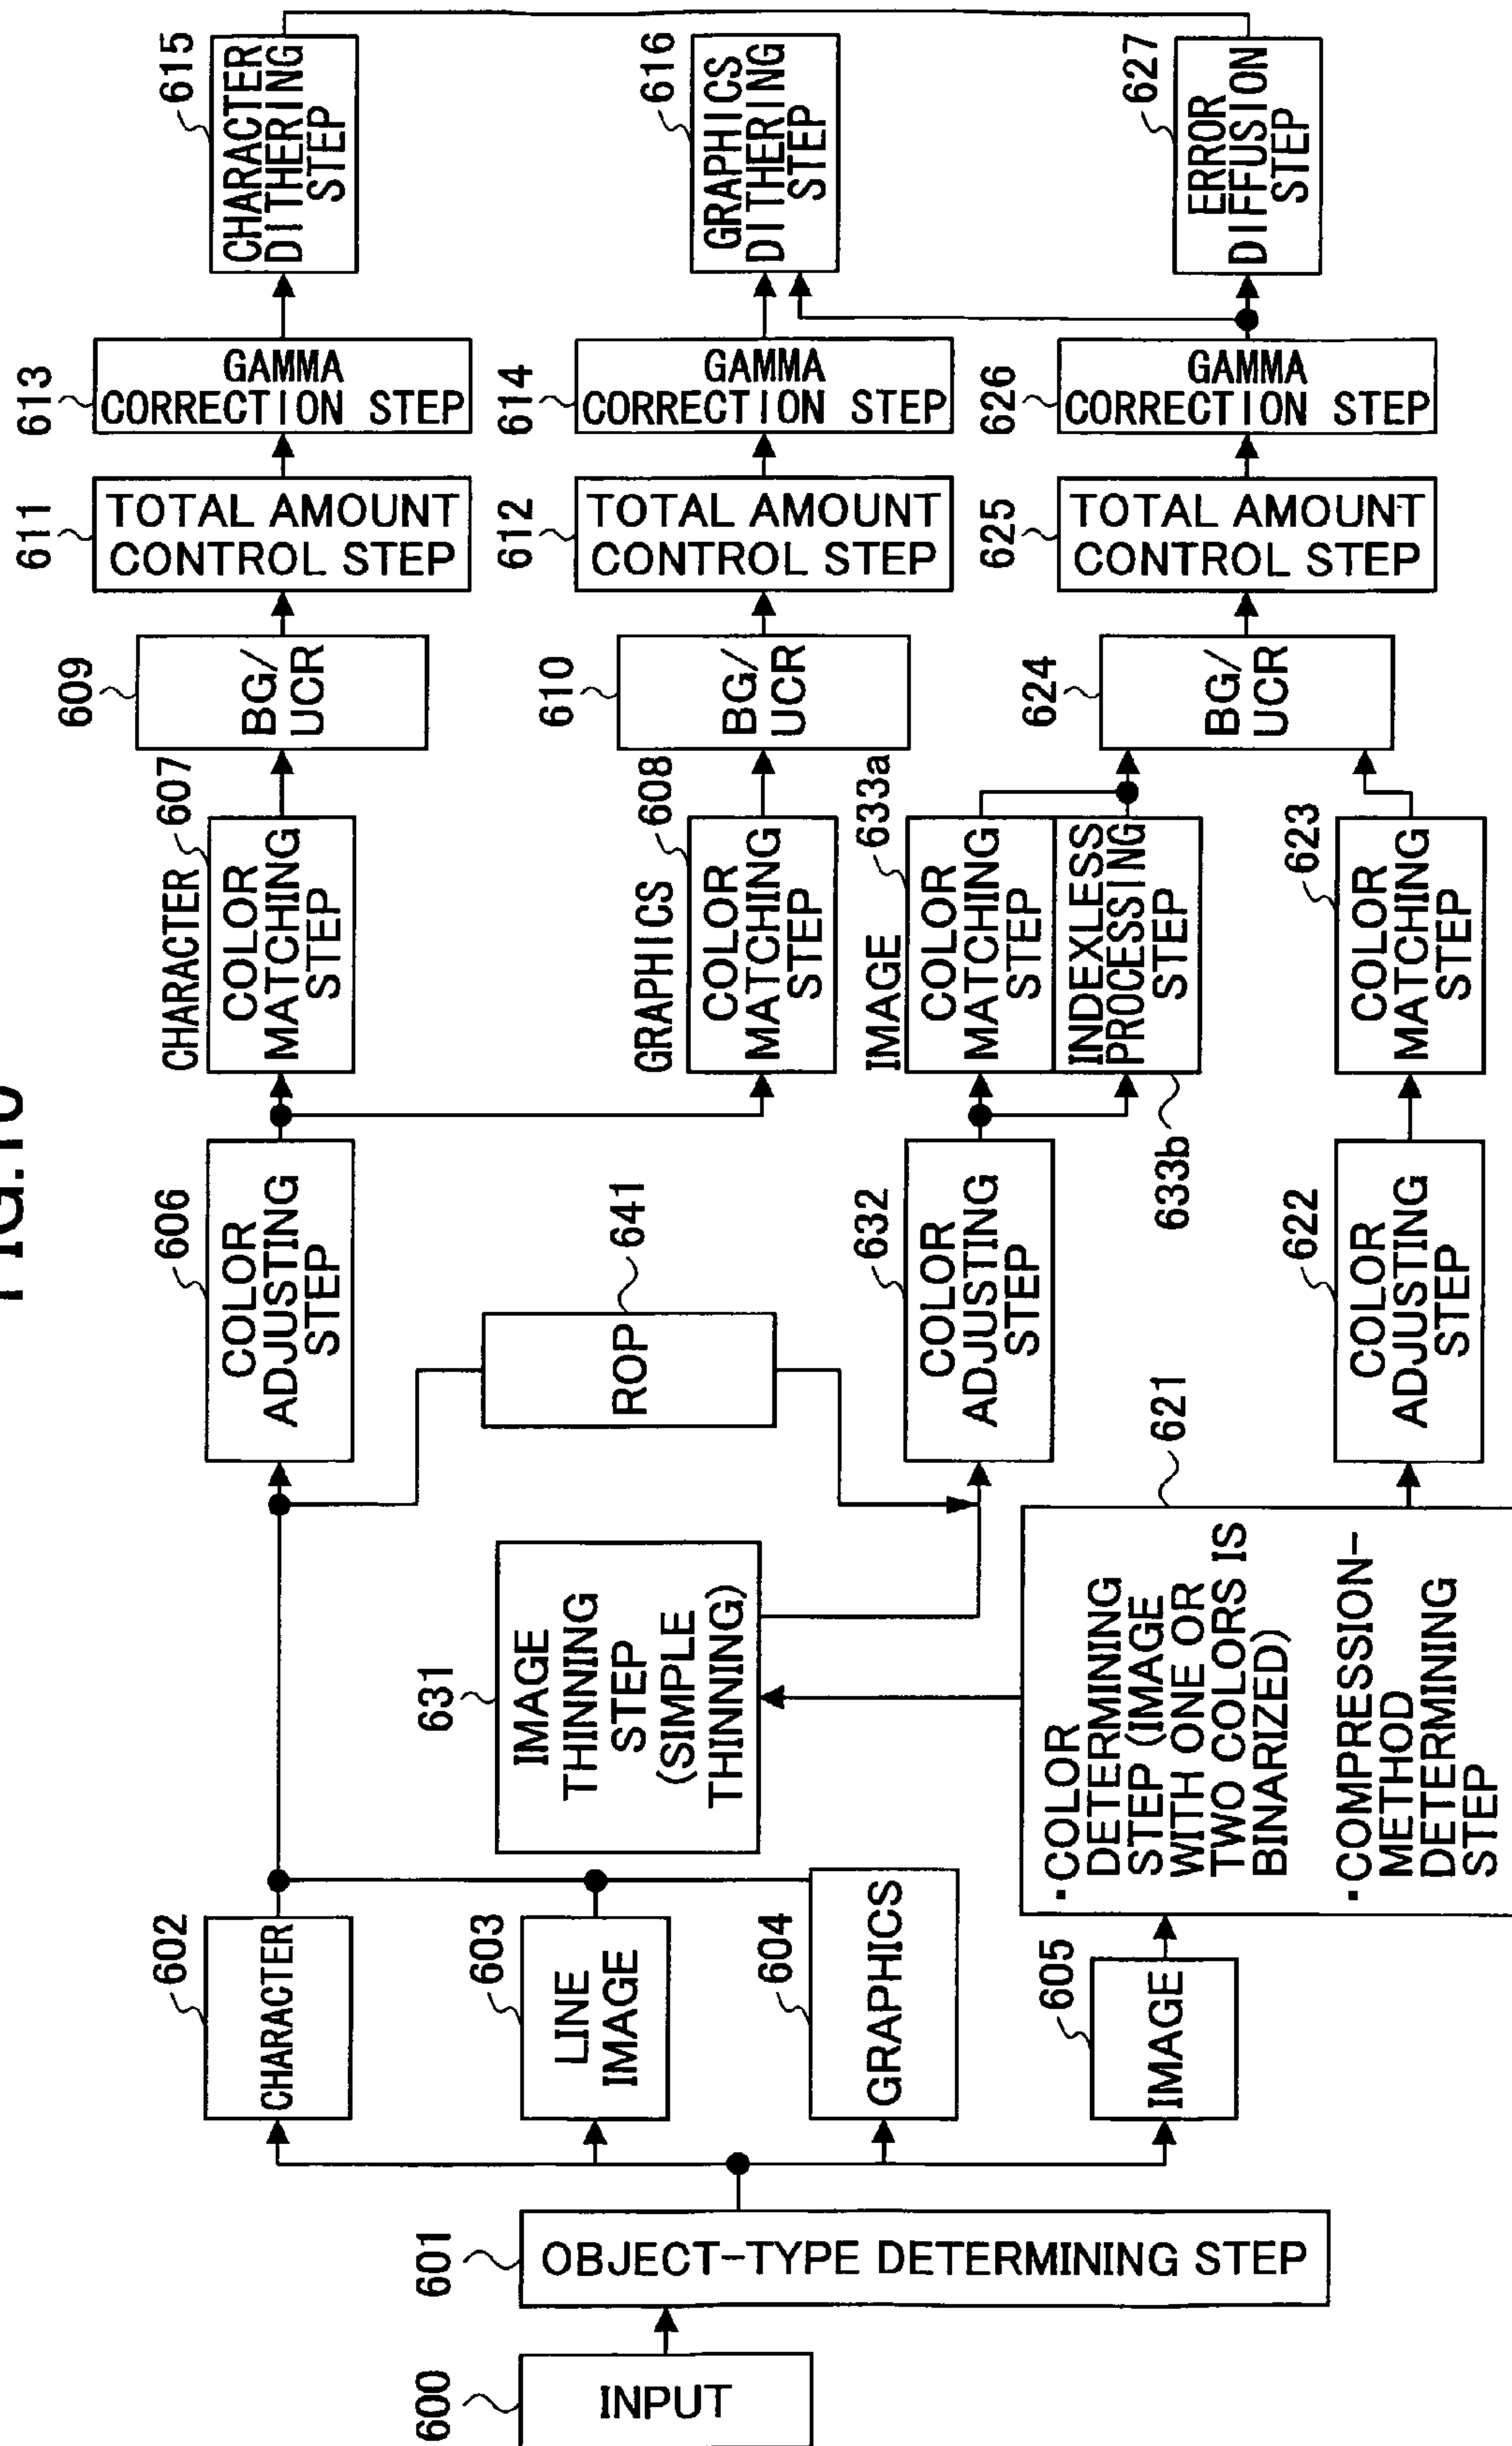 FIG.10
600
INPUT
601
OBJECT-TYPE DETERMINING STEP
602
CHARACTER
603
LINE
IMAGE
604
GRAPHICS
605
IMAGE
631
IMAGE
THINNING
STEP
(SIMPLE
THINNING)
621
・COLOR
DETERMINING
STEP (IMAGE
WITH ONE OR
TWO COLORS IS
BINARIZED)
・COMPRESSION-
METHOD
DETERMINING
STEP
606
COLOR
ADJUSTING
STEP
641
ROP
632
COLOR
ADJUSTING
STEP
622
COLOR
ADJUSTING
STEP
CHARACTER
607
COLOR
MATCHING
STEP
GRAPHICS
608
COLOR
MATCHING
STEP
IMAGE
633a
COLOR
MATCHING
STEP
INDEXLESS
PROCESSING
STEP
633b
623
COLOR
MATCHING
STEP
609
BG/
UCR
610
BG/
UCR
624
BG/
UCR
611
TOTAL AMOUNT
CONTROL STEP
612
TOTAL AMOUNT
CONTROL STEP
625
TOTAL AMOUNT
CONTROL STEP
613
GAMMA
CORRECTION STEP
614
GAMMA
CORRECTION STEP
626
GAMMA
CORRECTION STEP
615
CHARACTER
DITHERING
STEP
616
GRAPHICS
DITHERING
STEP
627
ERROR
DIFFUSION
STEP